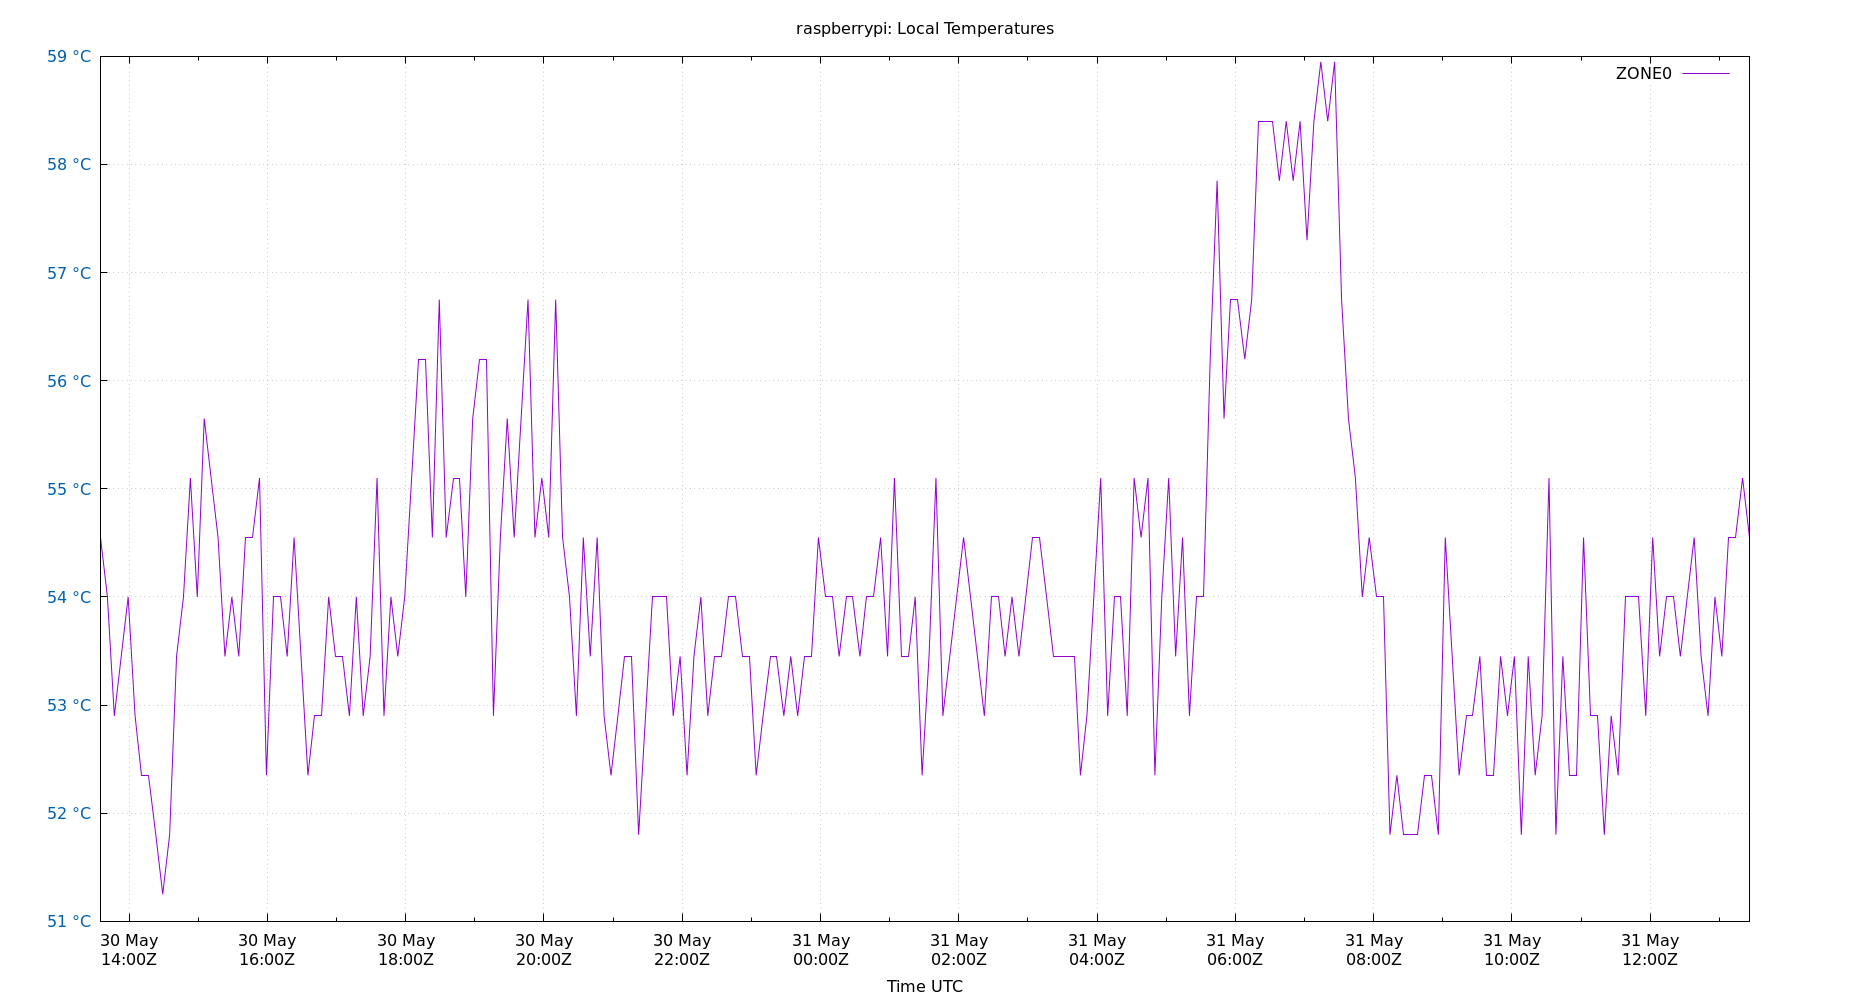 raspberrypi: Local Temperatures
ZONE0
59 °C
58 °C
57 °C
56 °C
55 °C
54 °C
53 °C
52 °C
51 °C
30 May 30 May 30 May 30 May 30 May 31 May 31 May 31 May 31 May 31 May 31 May 31 May
14:00Z 16:00Z 18:00Z 20:00Z 22:00Z 00:00Z 02:00Z 04:00Z 06:00Z 08:00Z 10:00Z 12:00Z
Time UTC